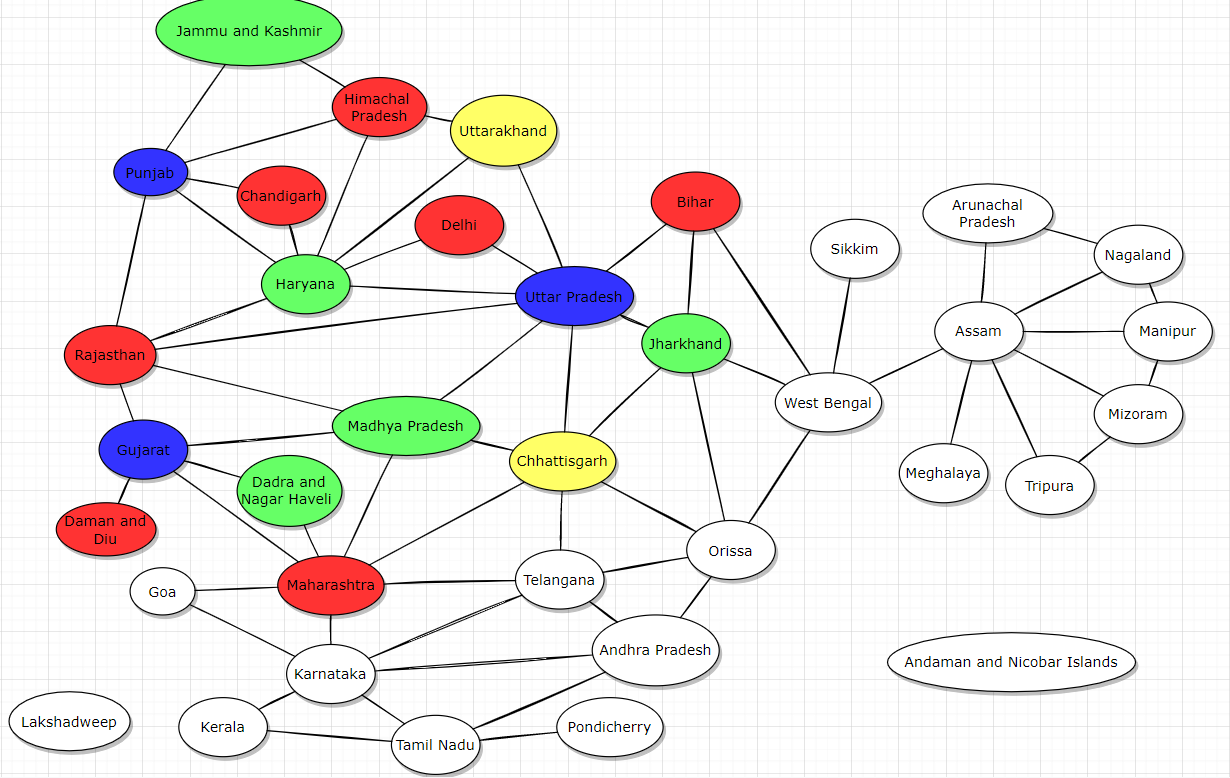 Jammu and Kashmir
Himachal
Pradesh
Uttarakhand
Punjab
Chandigarh
Delhi
Bihar
Arunachal
Pradesh
Sikkim
Nagaland
Haryana
Uttar Pradesh
Assam
Manipur
Jharkhand
Rajasthan
West Bengal
Mizoram
Madhya Pradesh
Gujarat
Chhattisgarh
Meghalaya
Tripura
Dadra and
Nagar Haveli
Daman and
Diu
Orissa
Telangana
Maharashtra
Goa
Andhra Pradesh
Andaman and Nicobar Islands
Karnataka
Lakshadweep
Kerala
Pondicherry
Tamil Nadu